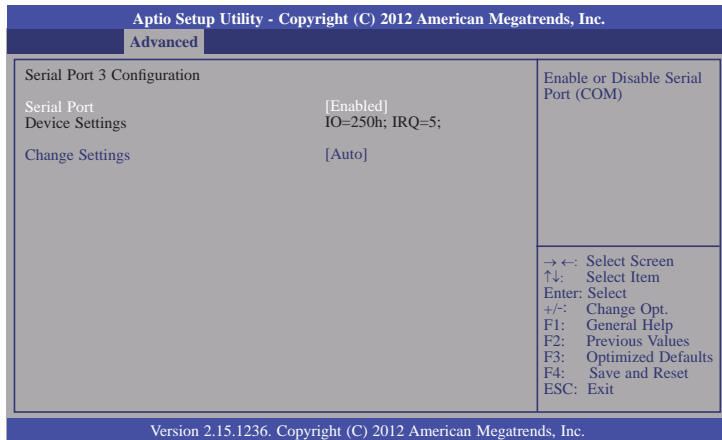 Aptio Setup Utility - Copyright (C) 2012 American Megatrends, Inc.
Advanced
Serial Port 3 Configuration
Serial Port [Enabled]
Device Settings IO=250h; IRQ=5;
Change Settings [Auto]
Enable or Disable Serial
Port (COM)
→ ←: Select Screen
↑↓: Select Item
Enter: Select
+/-: Change Opt.
F1: General Help
F2: Previous Values
F3: Optimized Defaults
F4: Save and Reset
ESC: Exit
Version 2.15.1236. Copyright (C) 2012 American Megatrends, Inc.